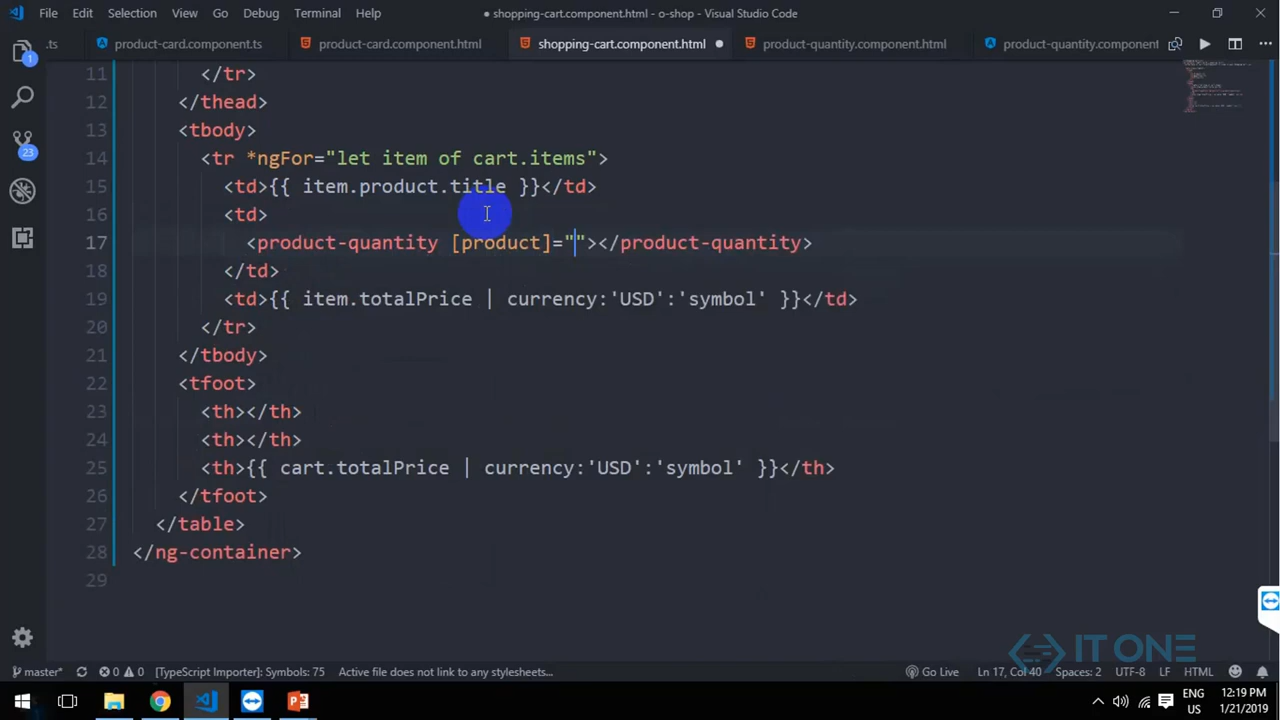 File Edit Selection View Go Debug Terminal Help
● shopping-cart.component.html - o-shop - Visual Studio Code
.ts product-card.component.ts product-card.component.html shopping-cart.component.html ● product-quantity.component.html product-quantity.component
1
23
11 </tr>
12 </thead>
13 <tbody>
14 <tr *ngFor="let item of cart.items">
15 <td>{{ item.product.title }}</td>
16 <td>
17 <product-quantity [product]=""></product-quantity>
18 </td>
19 <td>{{ item.totalPrice | currency:'USD':'symbol' }}</td>
20 </tr>
21 </tbody>
22 <tfoot>
23 <th></th>
24 <th></th>
25 <th>{{ cart.totalPrice | currency:'USD':'symbol' }}</th>
26 </tfoot>
27 </table>
28 </ng-container>
29
IT ONE
master* 0 0 [TypeScript Importer]: Symbols: 75 Active file does not link to any stylesheets... Go Live Ln 17, Col 40 Spaces: 2 UTF-8 LF HTML
ENG
US
12:19 PM
1/21/2019